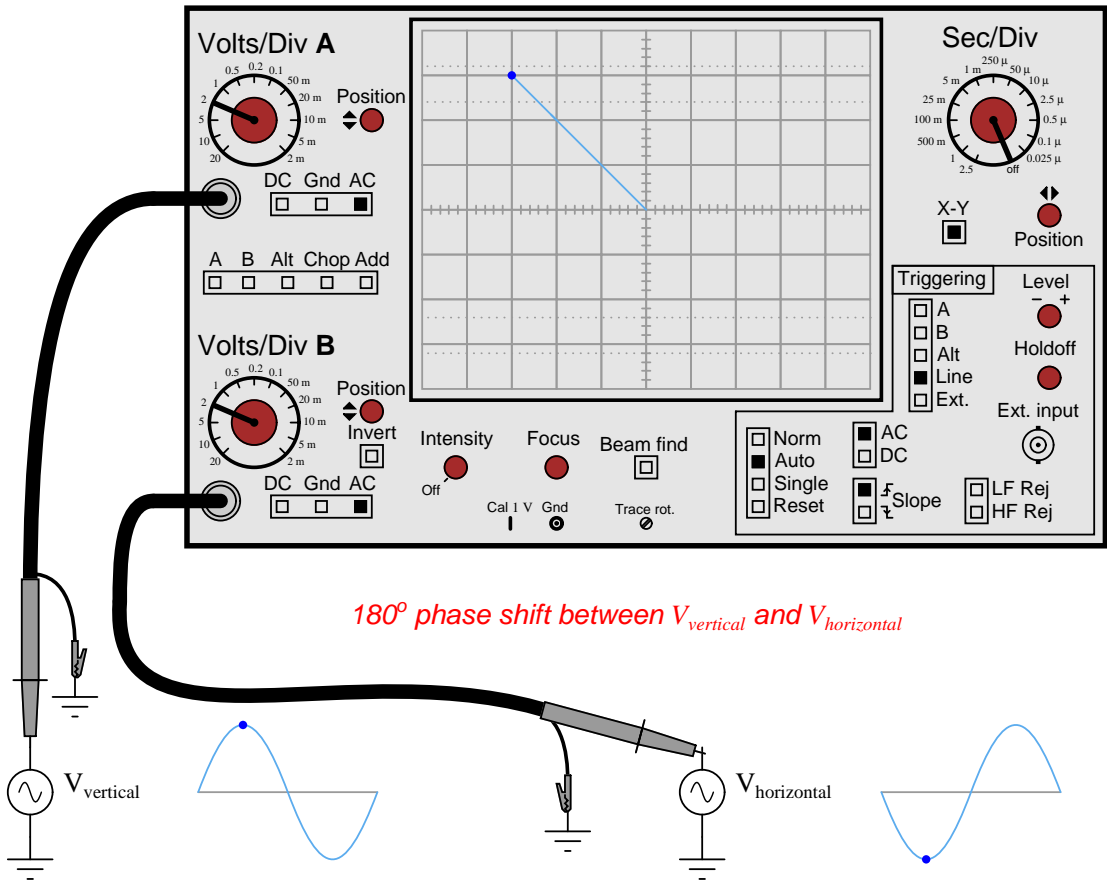 Volts/Div A
20 10 5 2 1 0.5 0.2 0.1 50 m 20 m 10 m 5 m 2 m
Position
DC Gnd AC
A B Alt Chop Add
Volts/Div B
20 10 5 2 1 0.5 0.2 0.1 50 m 20 m 10 m 5 m 2 m
Position
Invert
DC Gnd AC
Intensity
Off
Focus
Beam find
Cal 1 V Gnd
Trace rot.
Sec/Div
2.5 1 500 m 100 m 25 m 5 m 1 m 250 µ 50 µ 10 µ 2.5 µ 0.5 µ 0.1 µ 0.025 µ off
X-Y
Position
Triggering
A
B
Alt
Line
Ext.
Level
− +
Holdoff
Ext. input
Norm
Auto
Single
Reset
AC
DC
Slope
LF Rej
HF Rej
180o phase shift between Vvertical and Vhorizontal
Vvertical
Vhorizontal